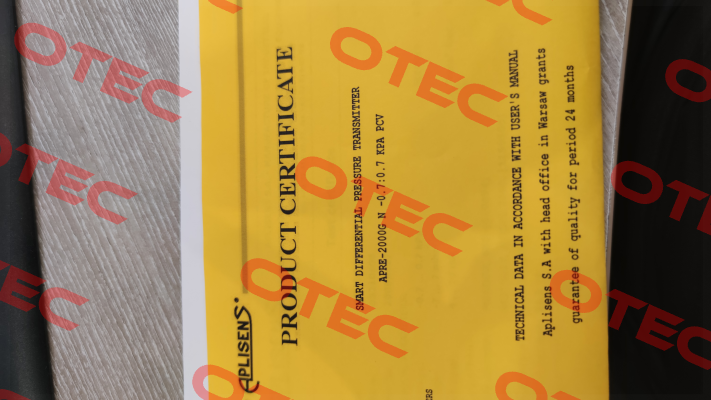 APLISENS
PRODUCT CERTIFICATE
SMART DIFFERENTIAL PRESSURE TRANSMITTER
APRE-2000G N -0.7:0.7 KPA PCV
TECHNICAL DATA IN ACCORDANCE WITH USER'S MANUAL
Aplisens S.A with head office in Warsaw grants
guarantee of quality for period 24 months
OTEC
OTEC
OTEC
OTEC
OTEC
OTEC
OTEC